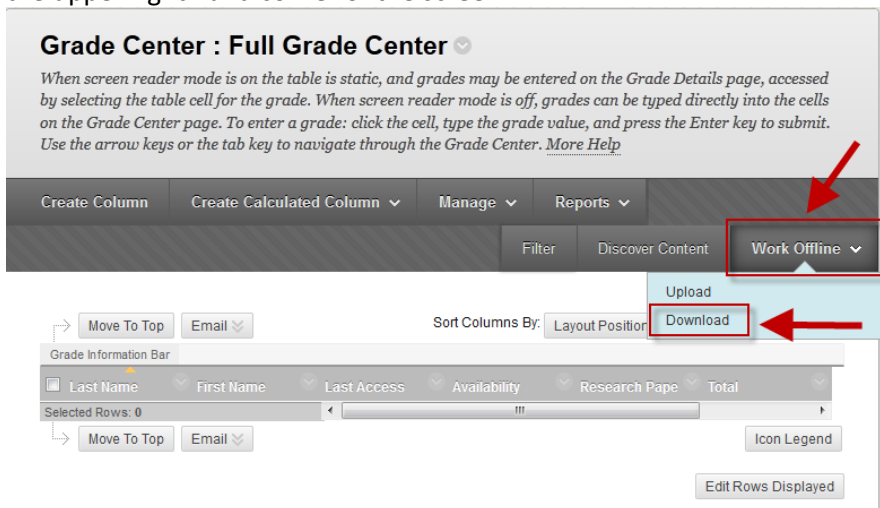 Grade Center : Full Grade Center
When screen reader mode is on the table is static, and grades may be entered on the Grade Details page, accessed
by selecting the table cell for the grade. When screen reader mode is off, grades can be typed directly into the cells
on the Grade Center page. To enter a grade: click the cell, type the grade value, and press the Enter key to submit.
Use the arrow keys or the tab key to navigate through the Grade Center. More Help
Create Column Create Calculated Column Manage Reports
Filter Discover Content Work Offline
Upload
Download
Move To Top Email Sort Columns By: Layout Position
Grade Information Bar
Last Name First Name Last Access Availability Research Pape Total
Selected Rows: 0
Move To Top Email Icon Legend
Edit Rows Displayed